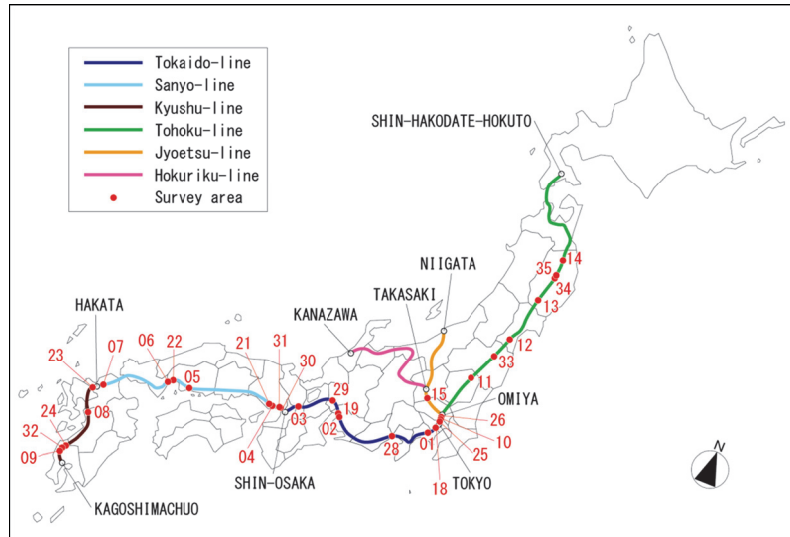 Tokaido-line
Sanyo-line
Kyushu-line
Tohoku-line
Jyoetsu-line
Hokuriku-line
Survey area
SHIN-HAKODATE-HOKUTO
14
35
34
NIIGATA
13
TAKASAKI
HAKATA
KANAZAWA
12
06
22
21
31
33
07
30
23
05
11
29
15
OMIYA
24
08
03
19
26
32
02
10
04
28
01
25
09
SHIN-OSAKA
18
TOKYO
KAGOSHIMACHUO
N